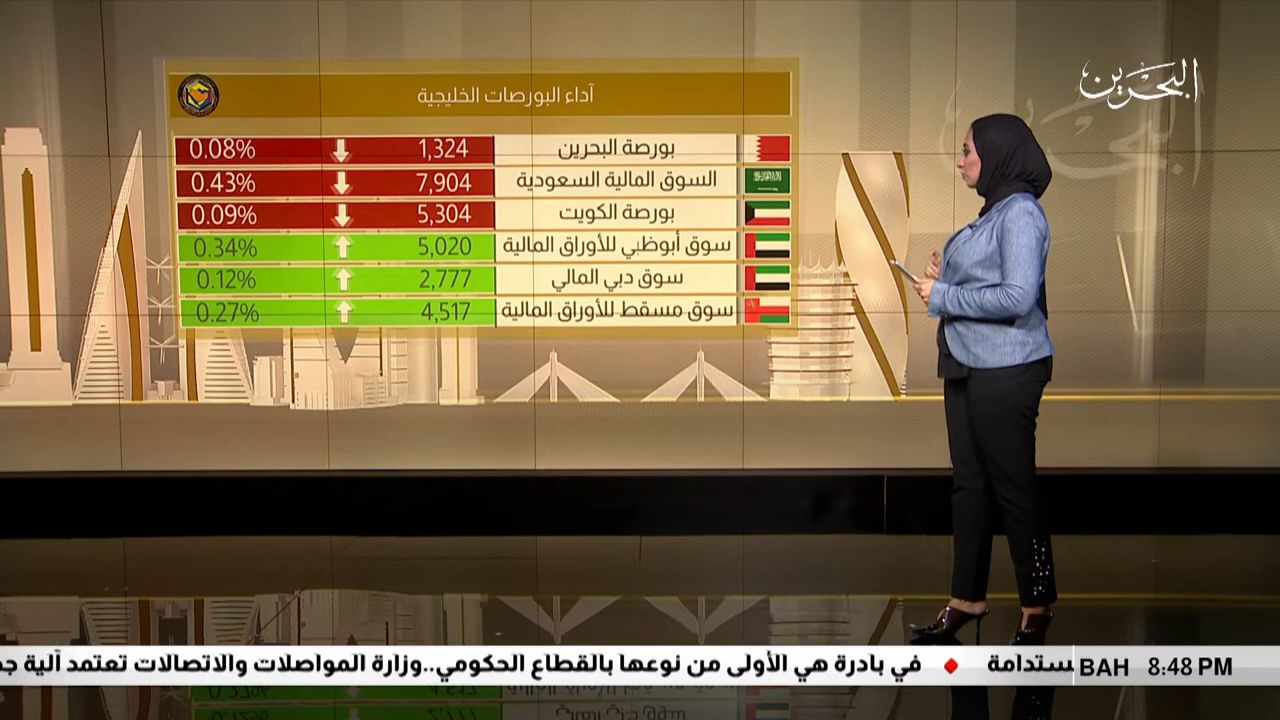 البحرين
آداء البورصات الخليجية
بورصة البحرين 1,324 0.08%
السوق المالية السعودية 7,904 0.43%
بورصة الكويت 5,304 0.09%
سوق أبوظبي للأوراق المالية 5,020 0.34%
سوق دبي المالي 2,777 0.12%
سوق مسقط للأوراق المالية 4,517 0.27%
في بادرة هي الأولى من نوعها بالقطاع الحكومي..وزارة المواصلات والاتصالات تعتمد آلية
BAH 8:48 PM